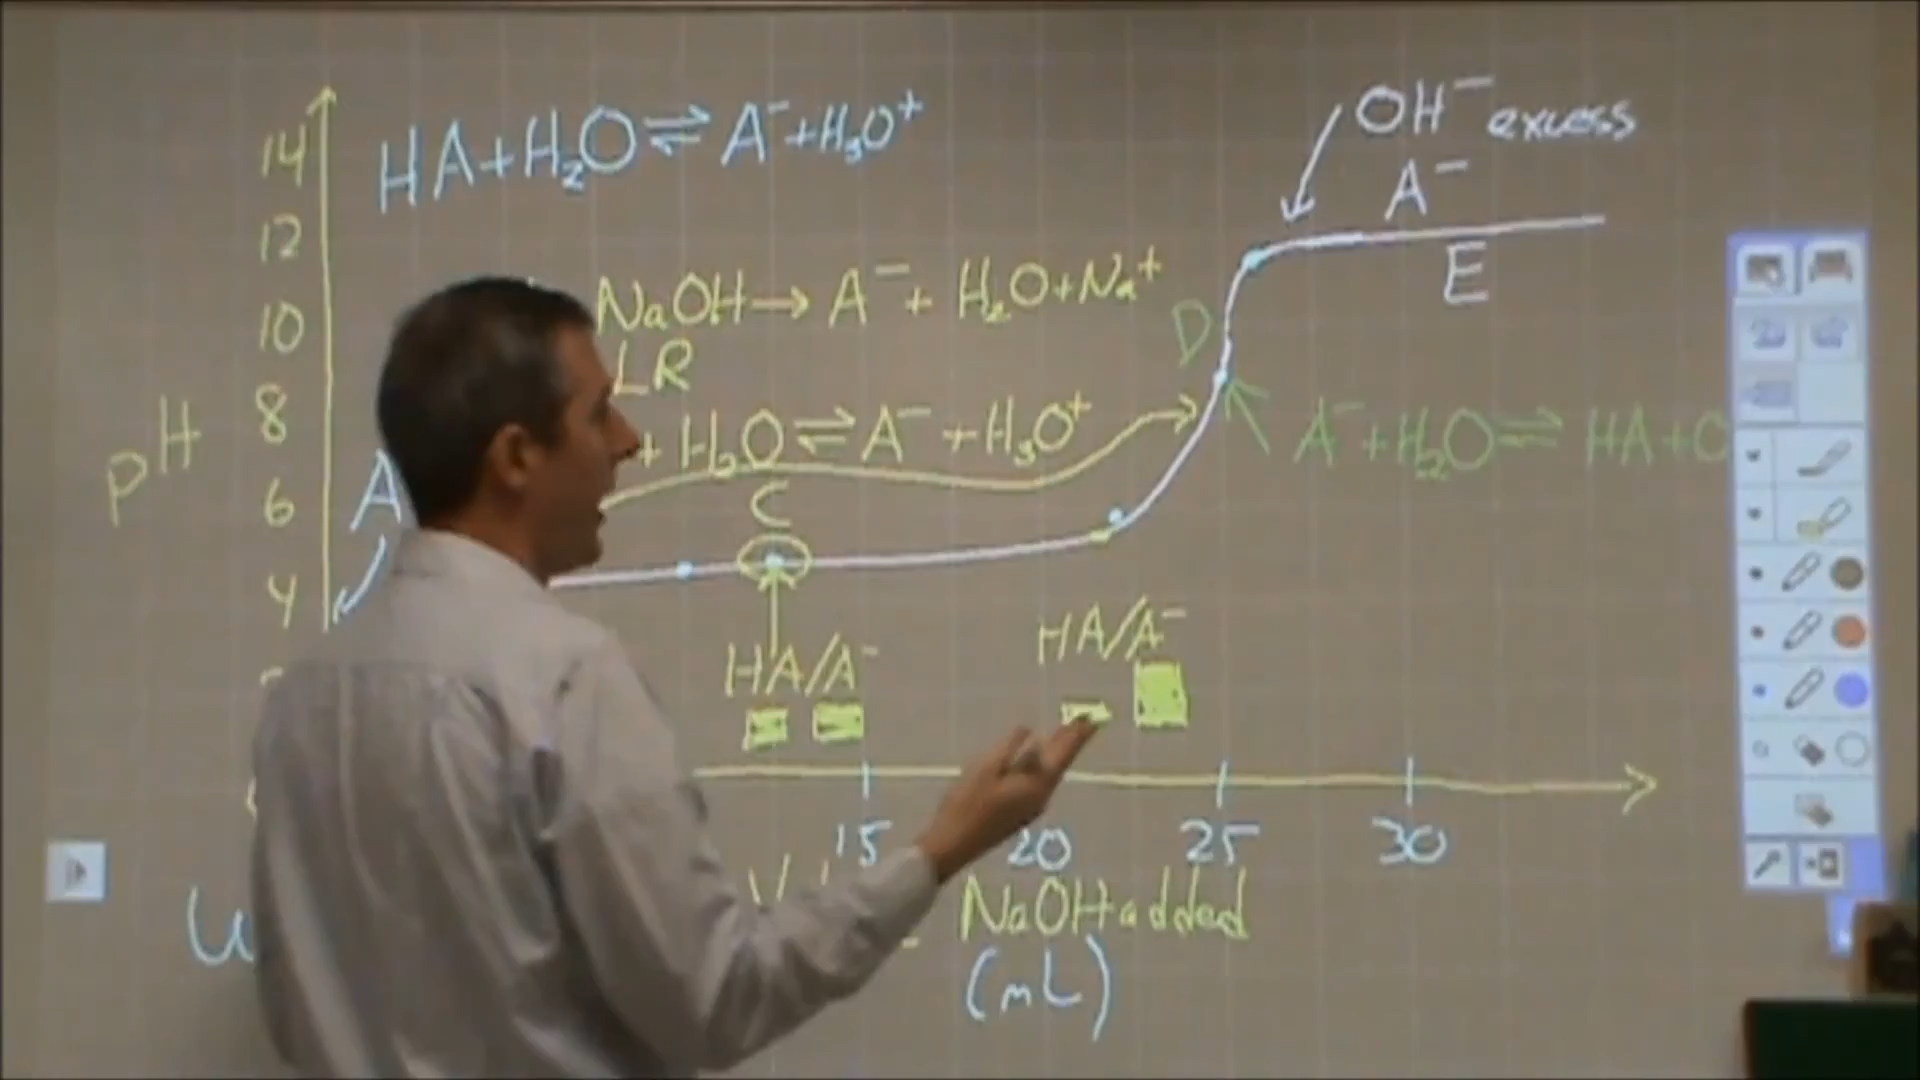 14
HA + H₂O ⇌ A⁻ + H₃O⁺
OH⁻ excess
A⁻
12
E
NaOH → A⁻ + H₂O + Na⁺
10
D
LR
pH
8
+ H₂O ⇌ A⁻ + H₃O⁺
A⁻ + H₂O ⇌ HA + O
6
A
C
4
HA/A⁻
HA/A⁻
15 20 25 30
NaOH added
(mL)